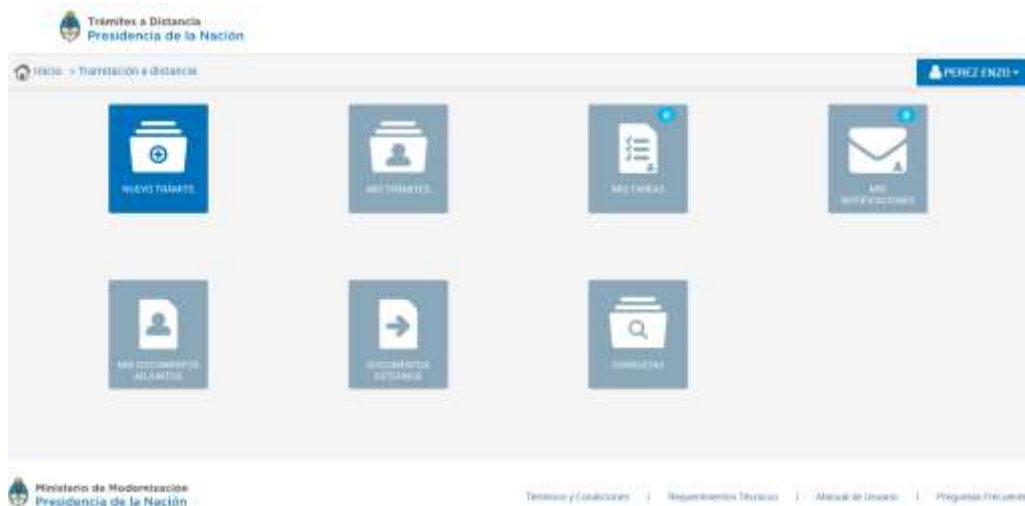 Trámites a Distancia
Presidencia de la Nación
Inicio > Tramitación a distancia
PEREZ ENZO
NUEVO TRÁMITE
MIS TRÁMITES
MIS TAREAS
MIS
NOTIFICACIONES
MIS DOCUMENTOS
ADJUNTOS
DOCUMENTOS
EXTERNOS
CONSULTAS
Ministerio de Modernización
Presidencia de la Nación
Términos y Condiciones | Requerimientos Técnicos | Manual de Usuario | Preguntas Frecuente